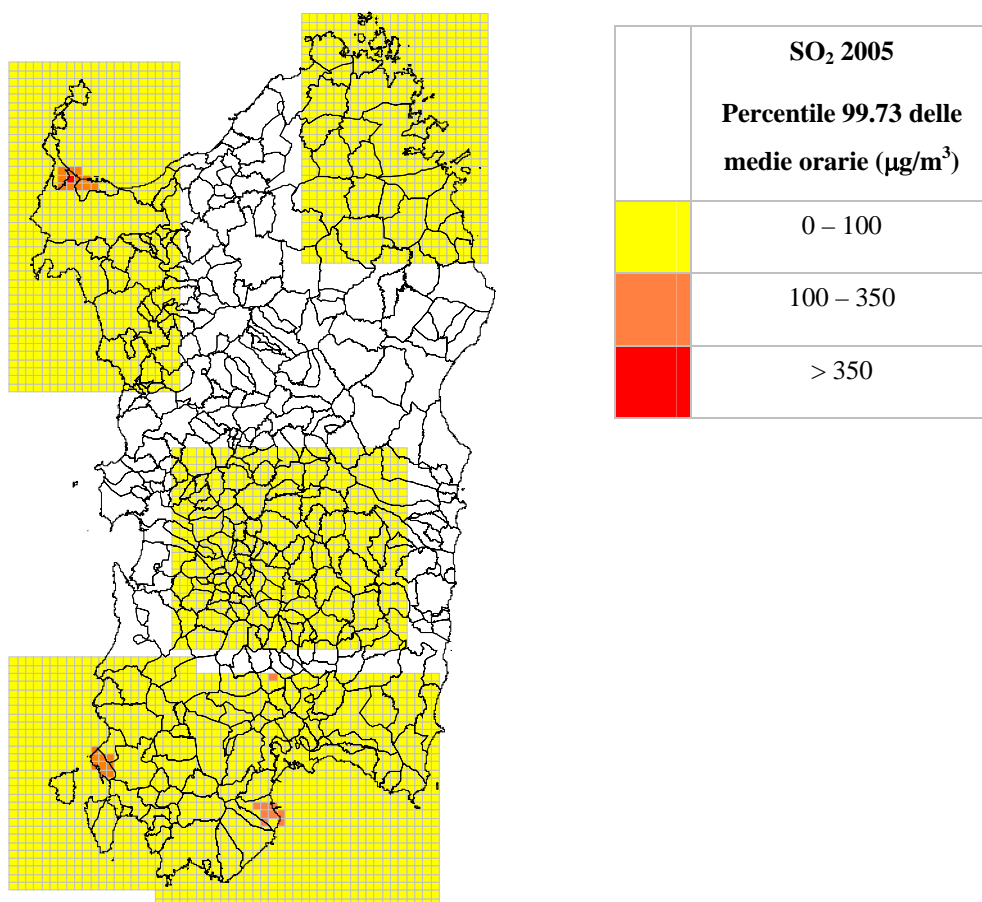 SO₂ 2005
Percentile 99.73 delle
medie orarie (µg/m³)
0 – 100
100 – 350
> 350